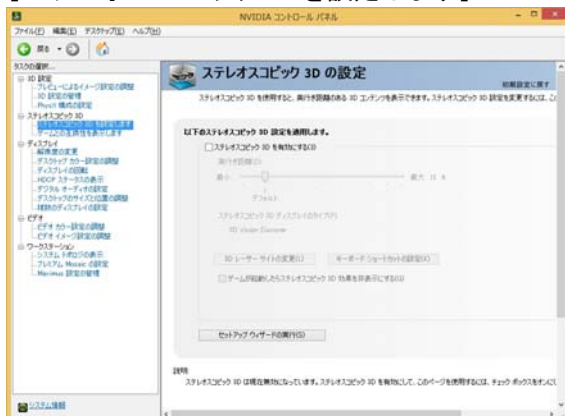 NVIDIA コントロール パネル
ファイル(F) 編集(E) デスクトップ(K) ヘルプ(H)
戻る
タスクの選択...
3D 設定
プレビューによるイメージ設定の調整
3D 設定の管理
PhysX 構成の設定
ステレオスコピック 3D
ステレオスコピック 3D を設定します
ゲームとの互換性を表示します
ディスプレイ
解像度の変更
デスクトップ カラー設定の調整
ディスプレイの回転
HDCP ステータスの表示
デジタル オーディオの設定
デスクトップのサイズと位置の調整
複数のディスプレイの設定
ビデオ
ビデオ カラー設定の調整
ビデオ イメージ設定の調整
ワークステーション
システム トポロジの表示
プレミアム Mosaic の設定
Maximus 設定の管理
システム情報
ステレオスコピック 3D の設定
初期設定に戻す
ステレオスコピック 3D を使用すると、奥行き距離のある 3D コンテンツを表示できます。ステレオスコピック 3D 設定を変更するには、
以下のステレオスコピック 3D 設定を適用します。
ステレオスコピック 3D を有効にする(3)
奥行き距離(D)
最小
最大 15 %
デフォルト
ステレオスコピック 3D ディスプレイのタイプ(P)
3D Vision Discover
3D レーザー サイトの変更(L)
キーボード ショートカットの設定(K)
ゲームが起動したらステレオスコピック 3D 効果を非表示にする
セットアップ ウィザードの実行(S)
説明
ステレオスコピック 3D は現在無効になっています。ステレオスコピック 3D を有効にして、このページを使用するには、チェック ボックスをオンに